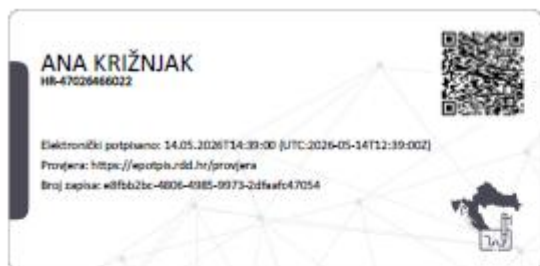 ANA KRIŽNJAK
HR-47026466022
Elektronički potpisano: 14.05.2026T14:39:00 (UTC:2026-05-14T12:39:00Z)
Provjera: https://epotpis.rdd.hr/provjera
Broj zapisa: e8fbb2bc-4806-4985-9973-2dfaafc47054